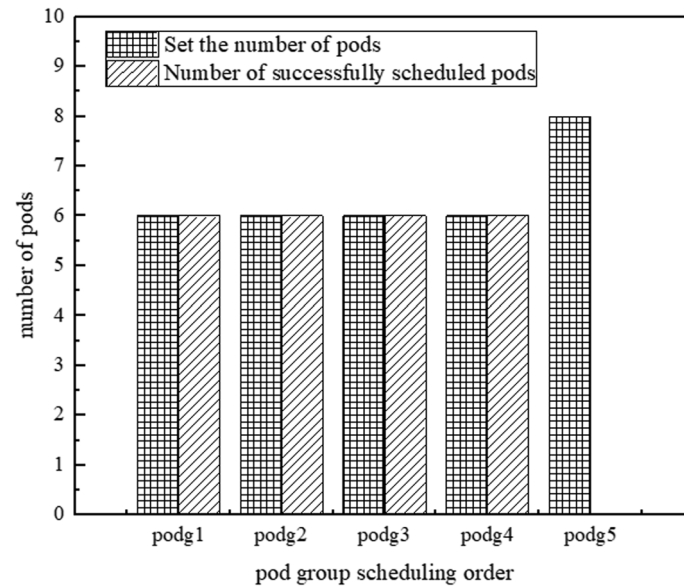 10
9
8
7
6
5
4
3
2
1
0
number of pods
Set the number of pods
Number of successfully scheduled pods
podg1 podg2 podg3 podg4 podg5
pod group scheduling order